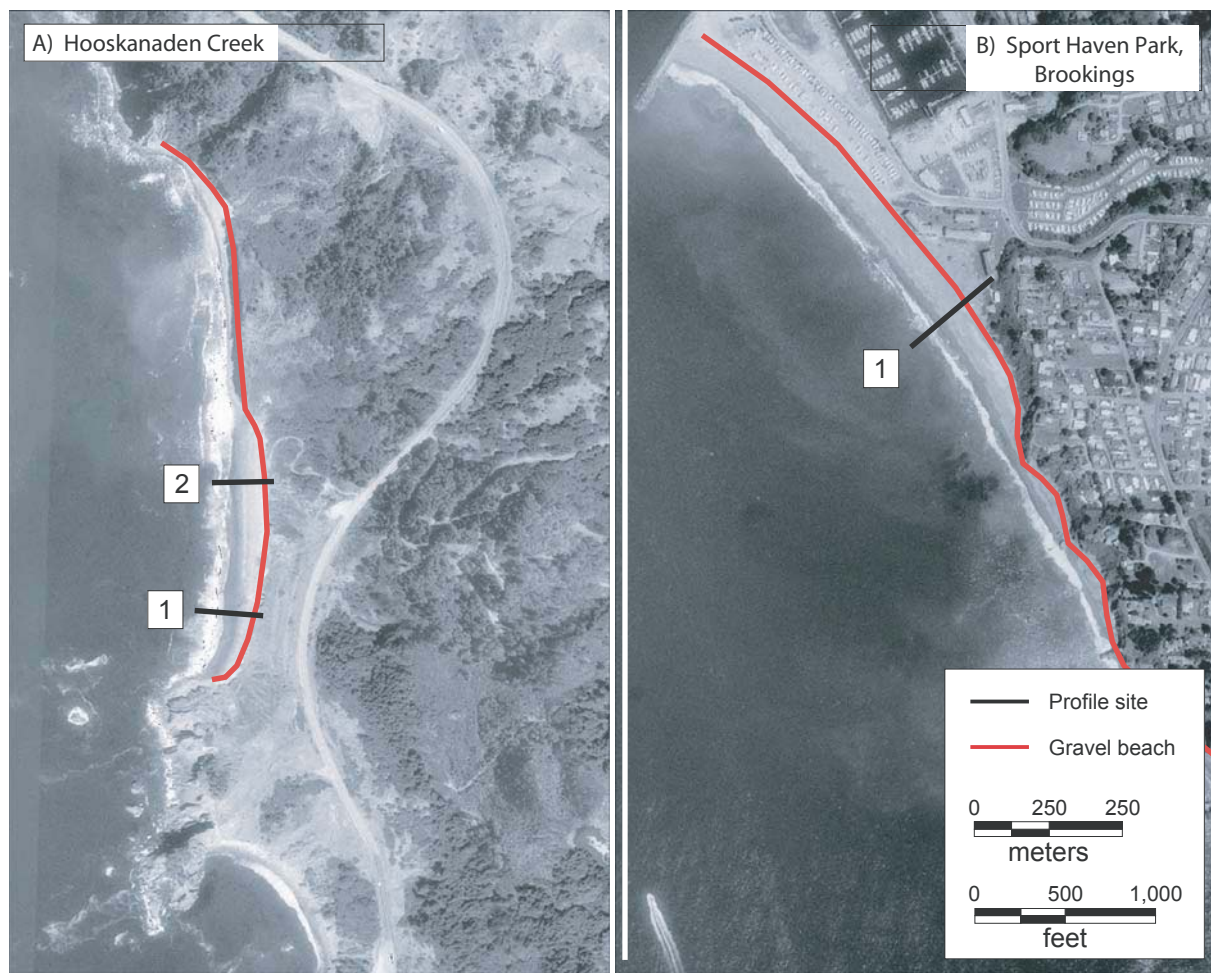 A) Hooskanaden Creek
B) Sport Haven Park,
Brookings
2
1
1
Profile site
Gravel beach
0 250 250
meters
0 500 1,000
feet